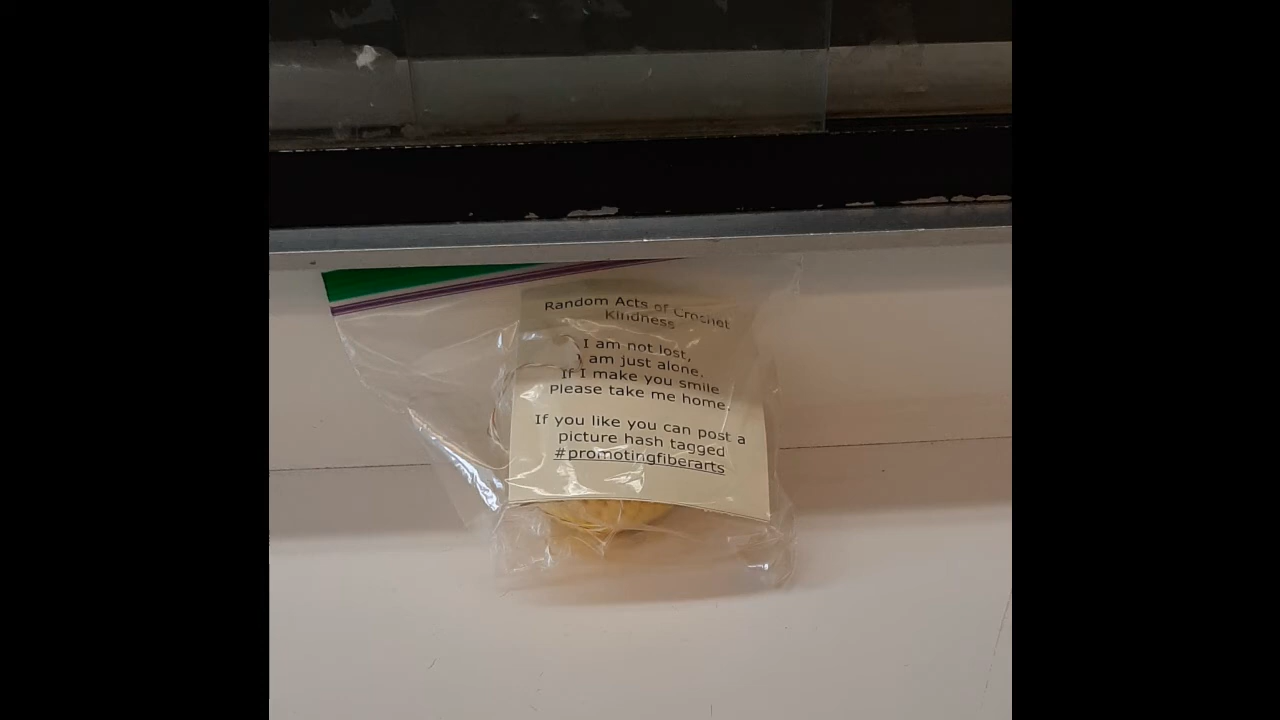 Random Acts of Crochet
Kindness
I am not lost,
I am just alone.
If I make you smile
Please take me home.
If you like you can post a
picture hash tagged
#promotingfiberarts